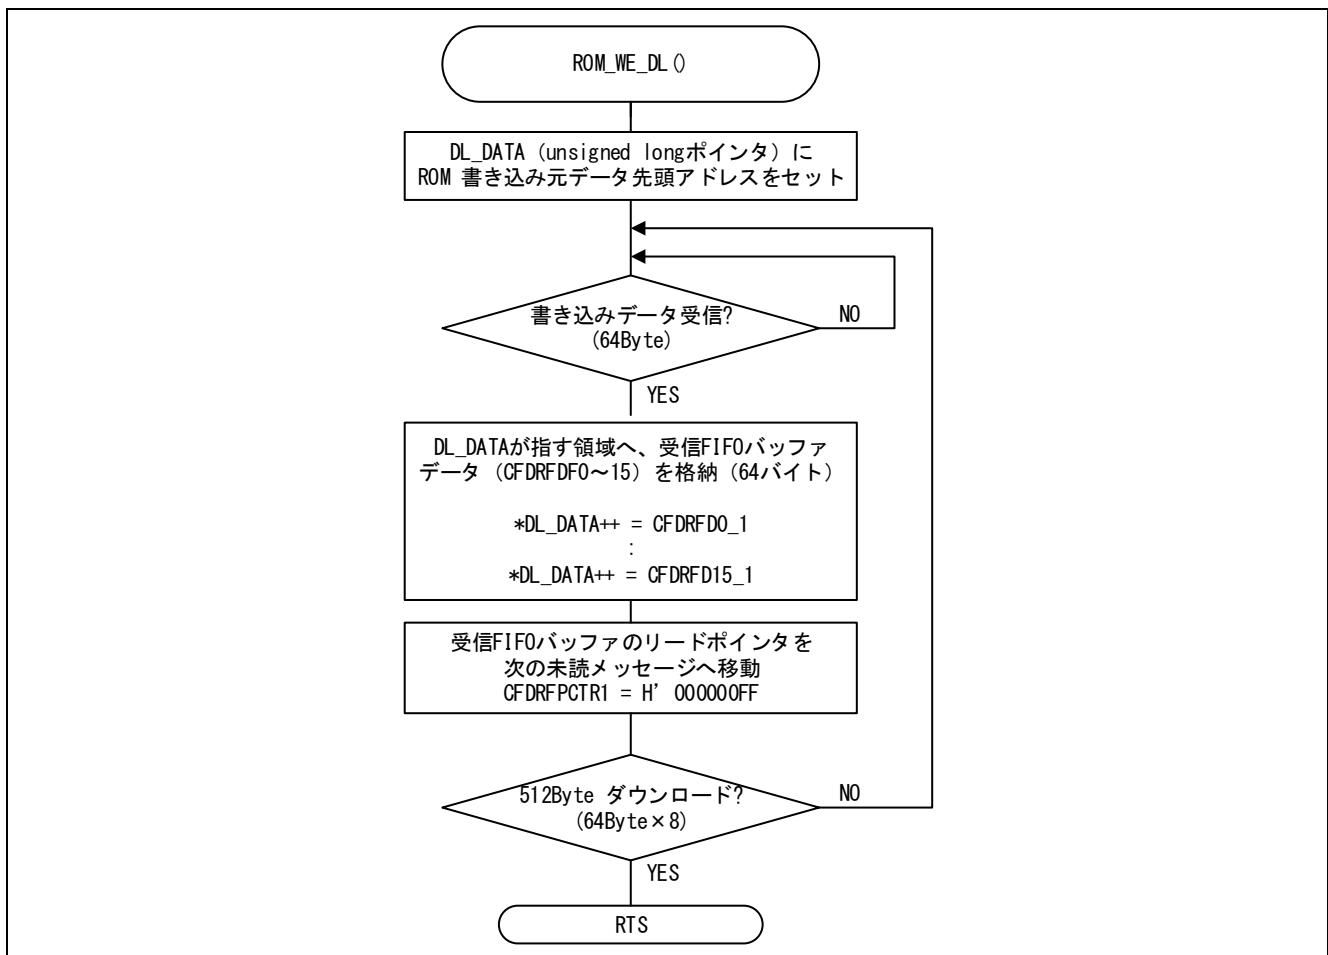 ROM_WE_DL()
DL_DATA (unsigned longポインタ) に
ROM 書き込み元データ先頭アドレスをセット
書き込みデータ受信?
(64Byte)
NO
YES
DL_DATAが指す領域へ、受信FIFOバッファ
データ (CFDRFDF0～15) を格納 (64バイト)
*DL_DATA++ = CFDRFD0_1
:
*DL_DATA++ = CFDRFD15_1
受信FIFOバッファのリードポインタを
次の未読メッセージへ移動
CFDRFPCTR1 = H' 000000FF
512Byte ダウンロード?
(64Byte×8)
NO
YES
RTS